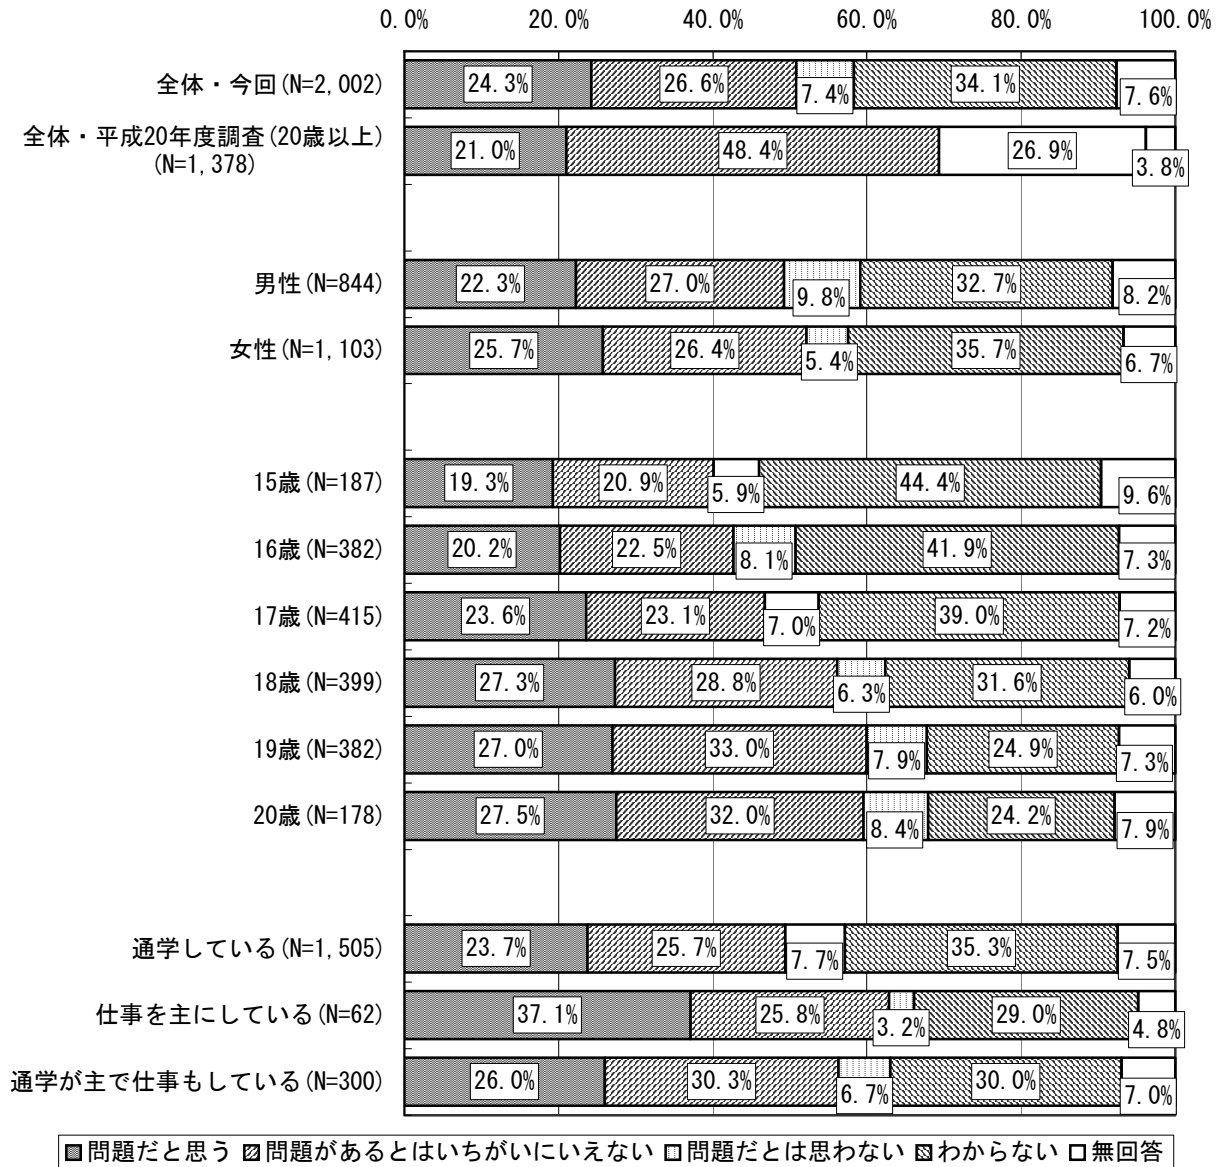 0.0% 20.0% 40.0% 60.0% 80.0% 100.0%
全体・今回(N=2,002) 24.3% 26.6% 7.4% 34.1% 7.6%
全体・平成20年度調査(20歳以上)
(N=1,378) 21.0% 48.4% 26.9% 3.8%
男性(N=844) 22.3% 27.0% 9.8% 32.7% 8.2%
女性(N=1,103) 25.7% 26.4% 5.4% 35.7% 6.7%
15歳(N=187) 19.3% 20.9% 5.9% 44.4% 9.6%
16歳(N=382) 20.2% 22.5% 8.1% 41.9% 7.3%
17歳(N=415) 23.6% 23.1% 7.0% 39.0% 7.2%
18歳(N=399) 27.3% 28.8% 6.3% 31.6% 6.0%
19歳(N=382) 27.0% 33.0% 7.9% 24.9% 7.3%
20歳(N=178) 27.5% 32.0% 8.4% 24.2% 7.9%
通学している(N=1,505) 23.7% 25.7% 7.7% 35.3% 7.5%
仕事を主にしている(N=62) 37.1% 25.8% 3.2% 29.0% 4.8%
通学が主で仕事もしている(N=300) 26.0% 30.3% 6.7% 30.0% 7.0%
問題だと思う 問題があるとはいちがいにいえない 問題だとは思わない わからない 無回答